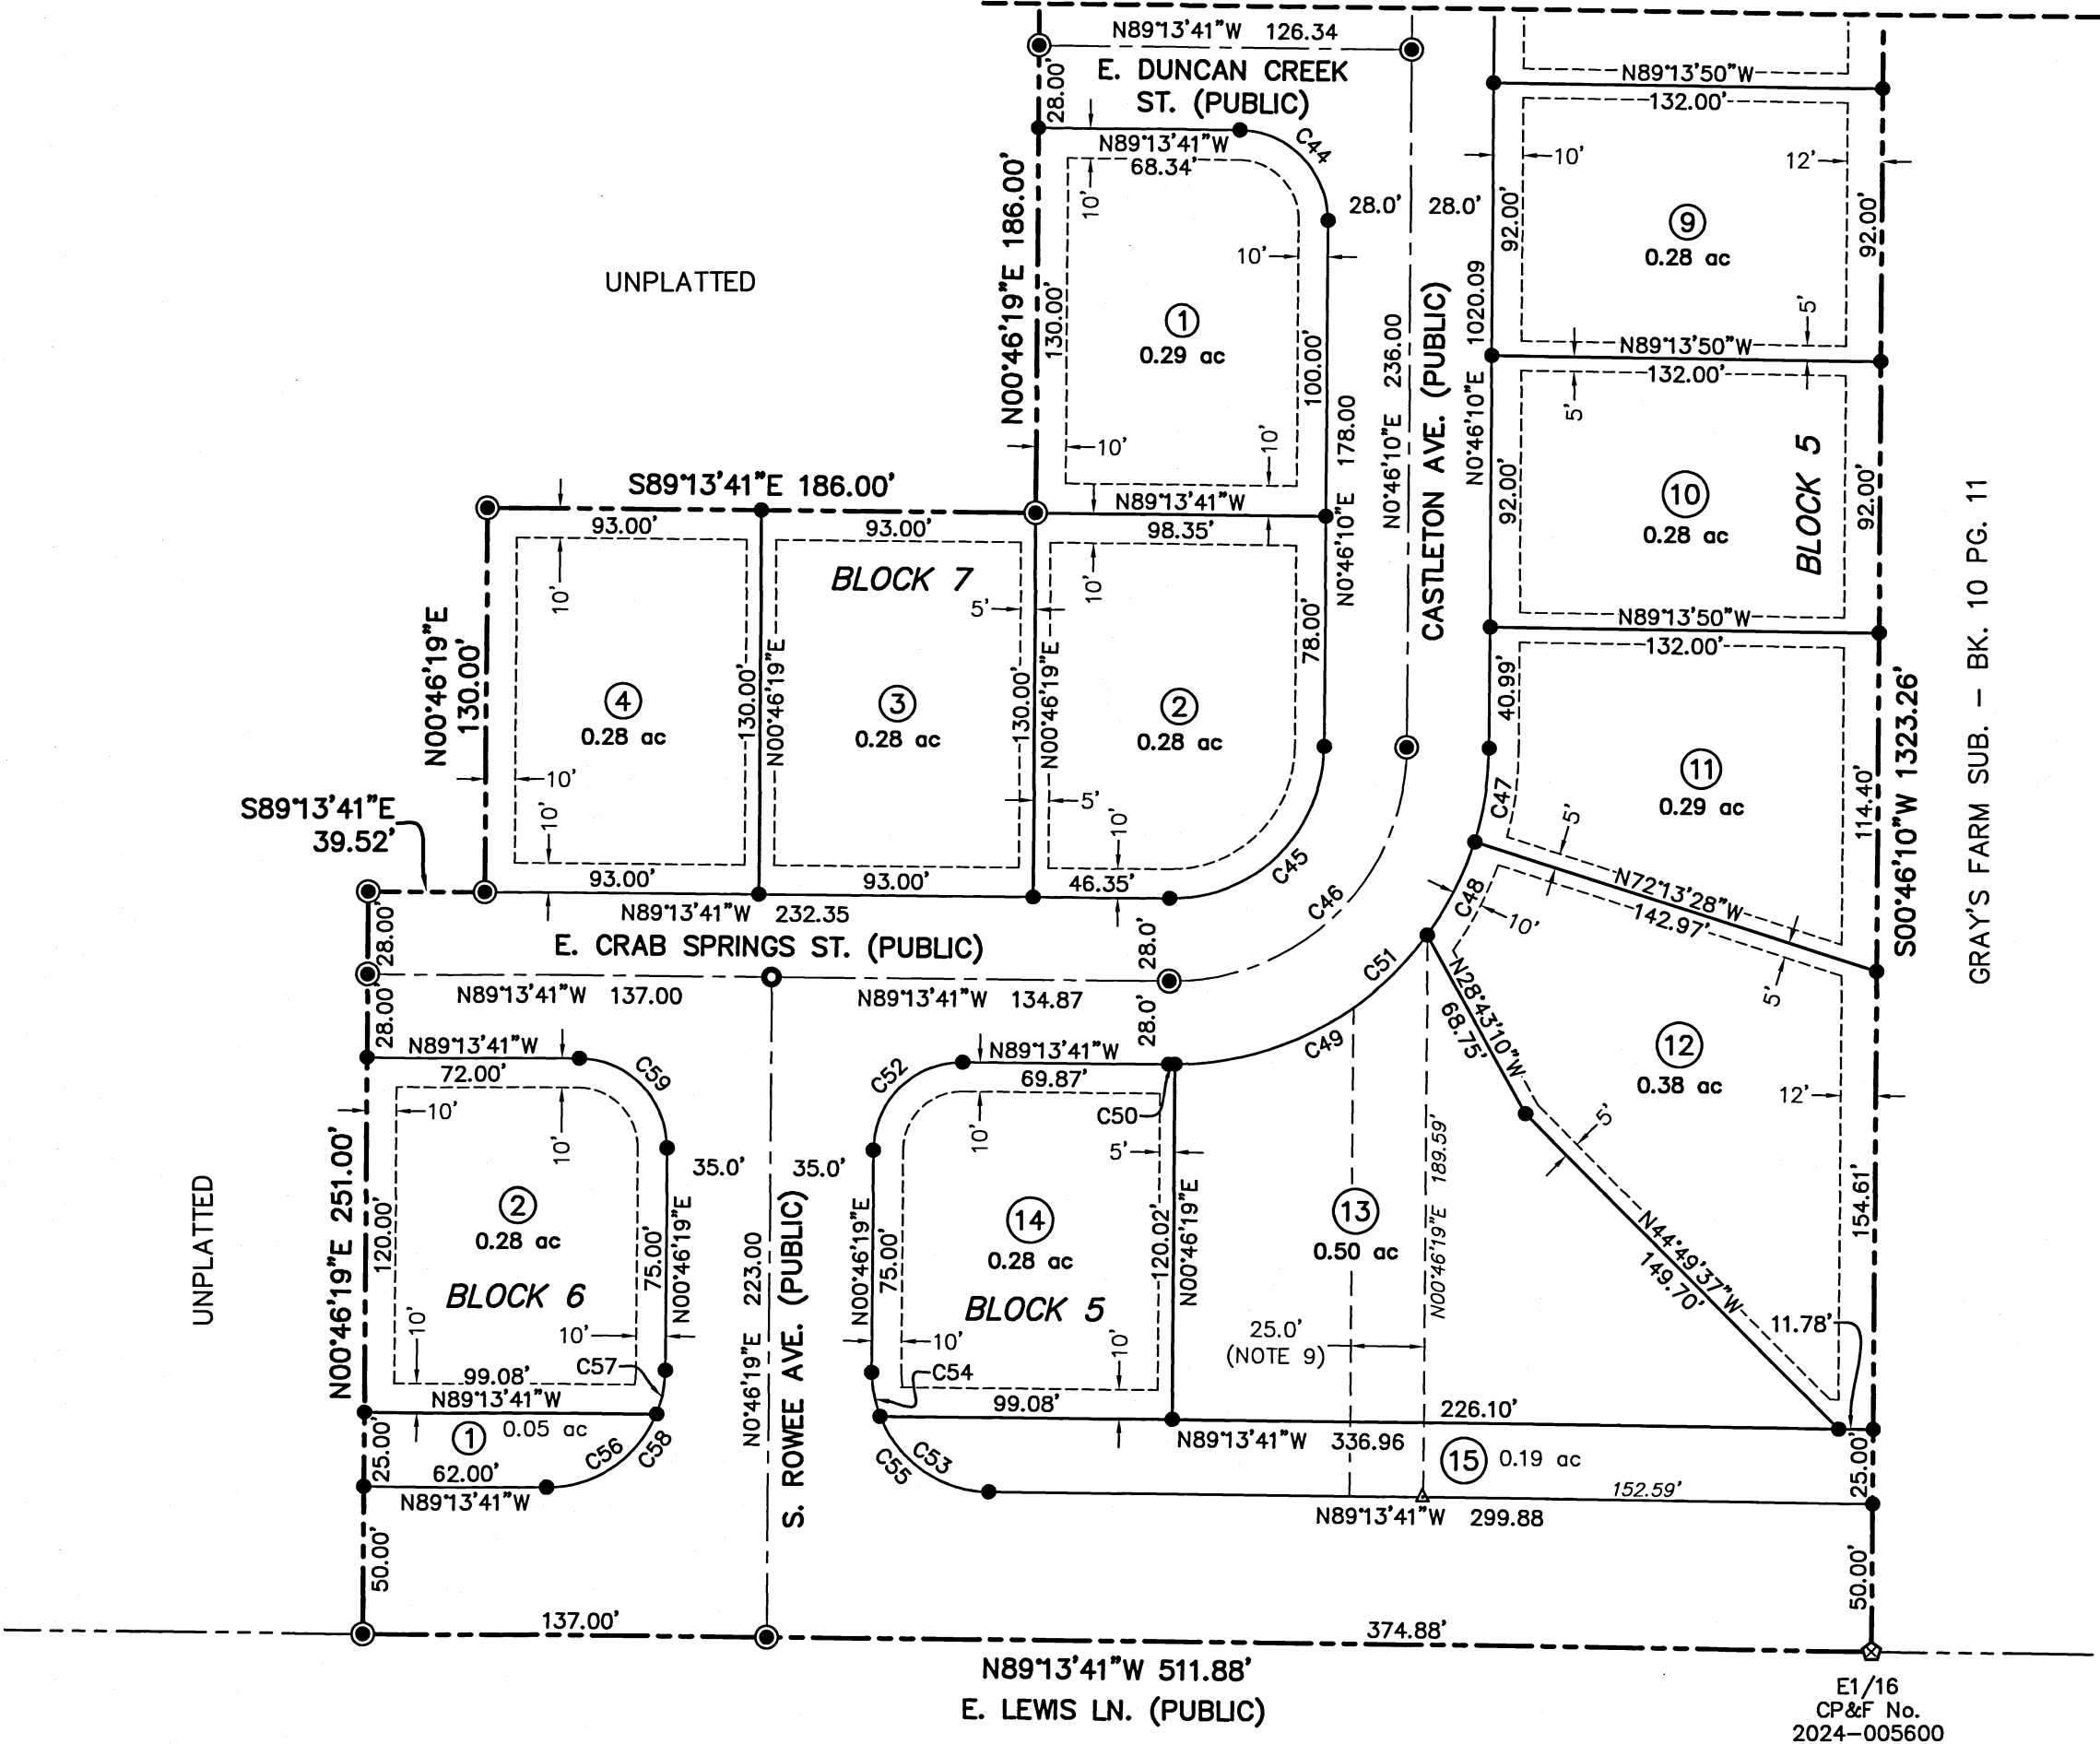 N89°13'41"W 126.34
E. DUNCAN CREEK
ST. (PUBLIC)
28.00'
N89°13'41"W
68.34'
C44
N89°13'50"W
132.00'
10'
12'
28.0'
28.0'
92.00'
9
0.28 ac
92.00'
10'
10'
N00°46'19"E 186.00'
130.00'
1
0.29 ac
100.00'
UNPLATTED
N0°46'10"E 1020.09
N0°46'10"E 236.00
CASTLETON AVE. (PUBLIC)
5'
N89°13'50"W
132.00'
5'
N0°46'10"E 178.00
10'
10'
92.00'
10
0.28 ac
BLOCK 5
92.00'
S89°13'41"E 186.00'
N89°13'41"W
98.35'
93.00'
93.00'
BLOCK 7
10'
5'
10'
N00°46'19"E
130.00'
4
0.28 ac
130.00'
N00°46'19"E
3
0.28 ac
130.00'
N00°46'19"E
2
0.28 ac
78.00'
N89°13'50"W
132.00'
40.99'
C47
11
0.29 ac
114.40'
S00°46'10"W 1323.26'
GRAY'S FARM SUB. - BK. 10 PG. 11
10'
10'
5'
10'
5'
S89°13'41"E
39.52'
93.00'
93.00'
46.35'
C45
C46
C48
10'
N72°13'28"W
142.97'
5'
N89°13'41"W 232.35
E. CRAB SPRINGS ST. (PUBLIC)
28.00'
28.0'
C51
N89°13'41"W 137.00
N89°13'41"W 134.87
28.00'
28.0'
N28°43'10"W
68.75'
N89°13'41"W
72.00'
C59
C52
N89°13'41"W
69.87'
C49
C50
12
0.38 ac
12'
10'
10'
10'
5'
5'
UNPLATTED
N00°46'19"E 251.00'
120.00'
2
0.28 ac
BLOCK 6
75.00'
N00°46'19"E
35.0'
35.0'
N0°46'19"E 223.00
S. ROWEE AVE. (PUBLIC)
N00°46'19"E
75.00'
14
0.28 ac
BLOCK 5
120.02'
N00°46'19"E
13
0.50 ac
N00°46'19"E 189.59'
154.61'
N44°49'37"W
149.70'
11.78'
25.0'
(NOTE 9)
10'
10'
10'
10'
C57
C54
99.08'
N89°13'41"W
99.08'
226.10'
N89°13'41"W 336.96
25.00'
1
0.05 ac
C56
C58
C53
C55
15
0.19 ac
25.00'
62.00'
N89°13'41"W
152.59'
N89°13'41"W 299.88
50.00'
50.00'
137.00'
374.88'
N89°13'41"W 511.88'
E. LEWIS LN. (PUBLIC)
E1/16
CP&F No.
2024-005600